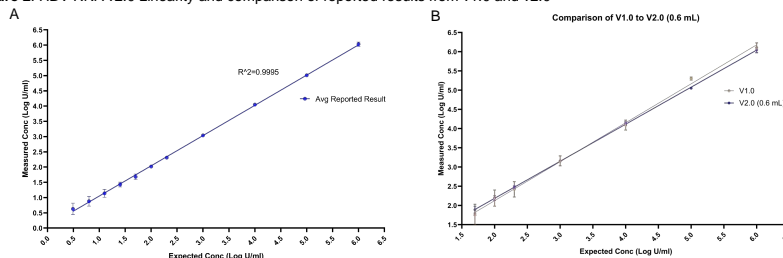 A
B
Comparison of V1.0 to V2.0 (0.6 mL)
Measured Conc (Log U/ml)
6.5
6.0
5.5
5.0
4.5
4.0
3.5
3.0
2.5
2.0
1.5
1.0
0.5
0.0
R^2=0.9995
Avg Reported Result
0.0 0.5 1.0 1.5 2.0 2.5 3.0 3.5 4.0 4.5 5.0 5.5 6.0 6.5
Expected Conc (Log U/ml)
Measured Conc (Log U/ml)
6.5
6.0
5.5
5.0
4.5
4.0
3.5
3.0
2.5
2.0
1.5
V1.0
V2.0 (0.6 mL
1.5 2.0 2.5 3.0 3.5 4.0 4.5 5.0 5.5 6.0
Expected Conc (Log U/ml)